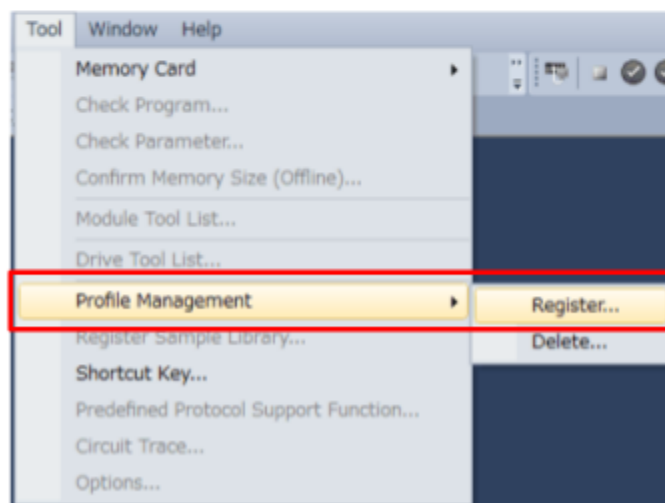 Tool Window Help
Memory Card
Check Program...
Check Parameter...
Confirm Memory Size (Offline)...
Module Tool List...
Drive Tool List...
Profile Management
Register...
Register Sample Library...
Delete...
Shortcut Key...
Predefined Protocol Support Function...
Circuit Trace...
Options...